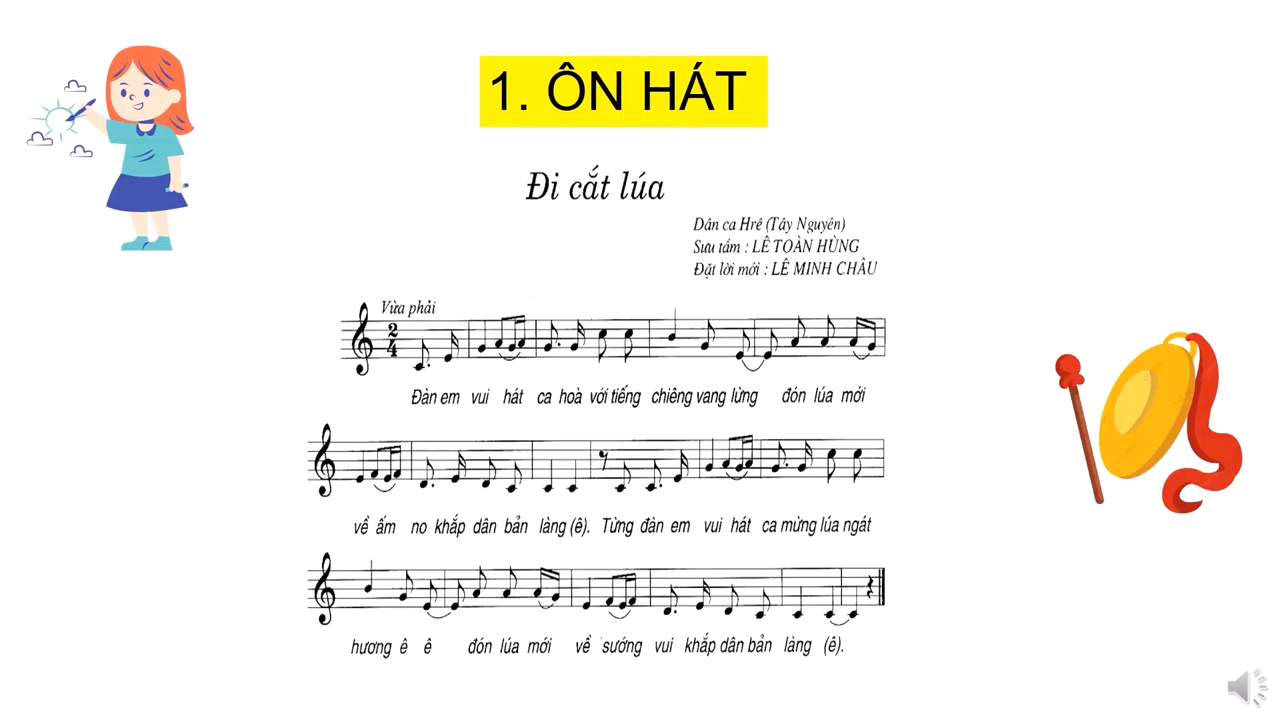 1. ÔN HÁT
Đi cắt lúa
Dân ca Hrê (Tây Nguyên)
Sưu tầm : LÊ TOÀN HÙNG
Đặt lời mới : LÊ MINH CHÂU
Vừa phải
2
4
Đàn em vui hát ca hoà với tiếng chiêng vang lừng đón lúa mới
về ấm no khắp dân bản làng (ê). Từng đàn em vui hát ca mừng lúa ngát
hương ê ê đón lúa mới về sướng vui khắp dân bản làng (ê).